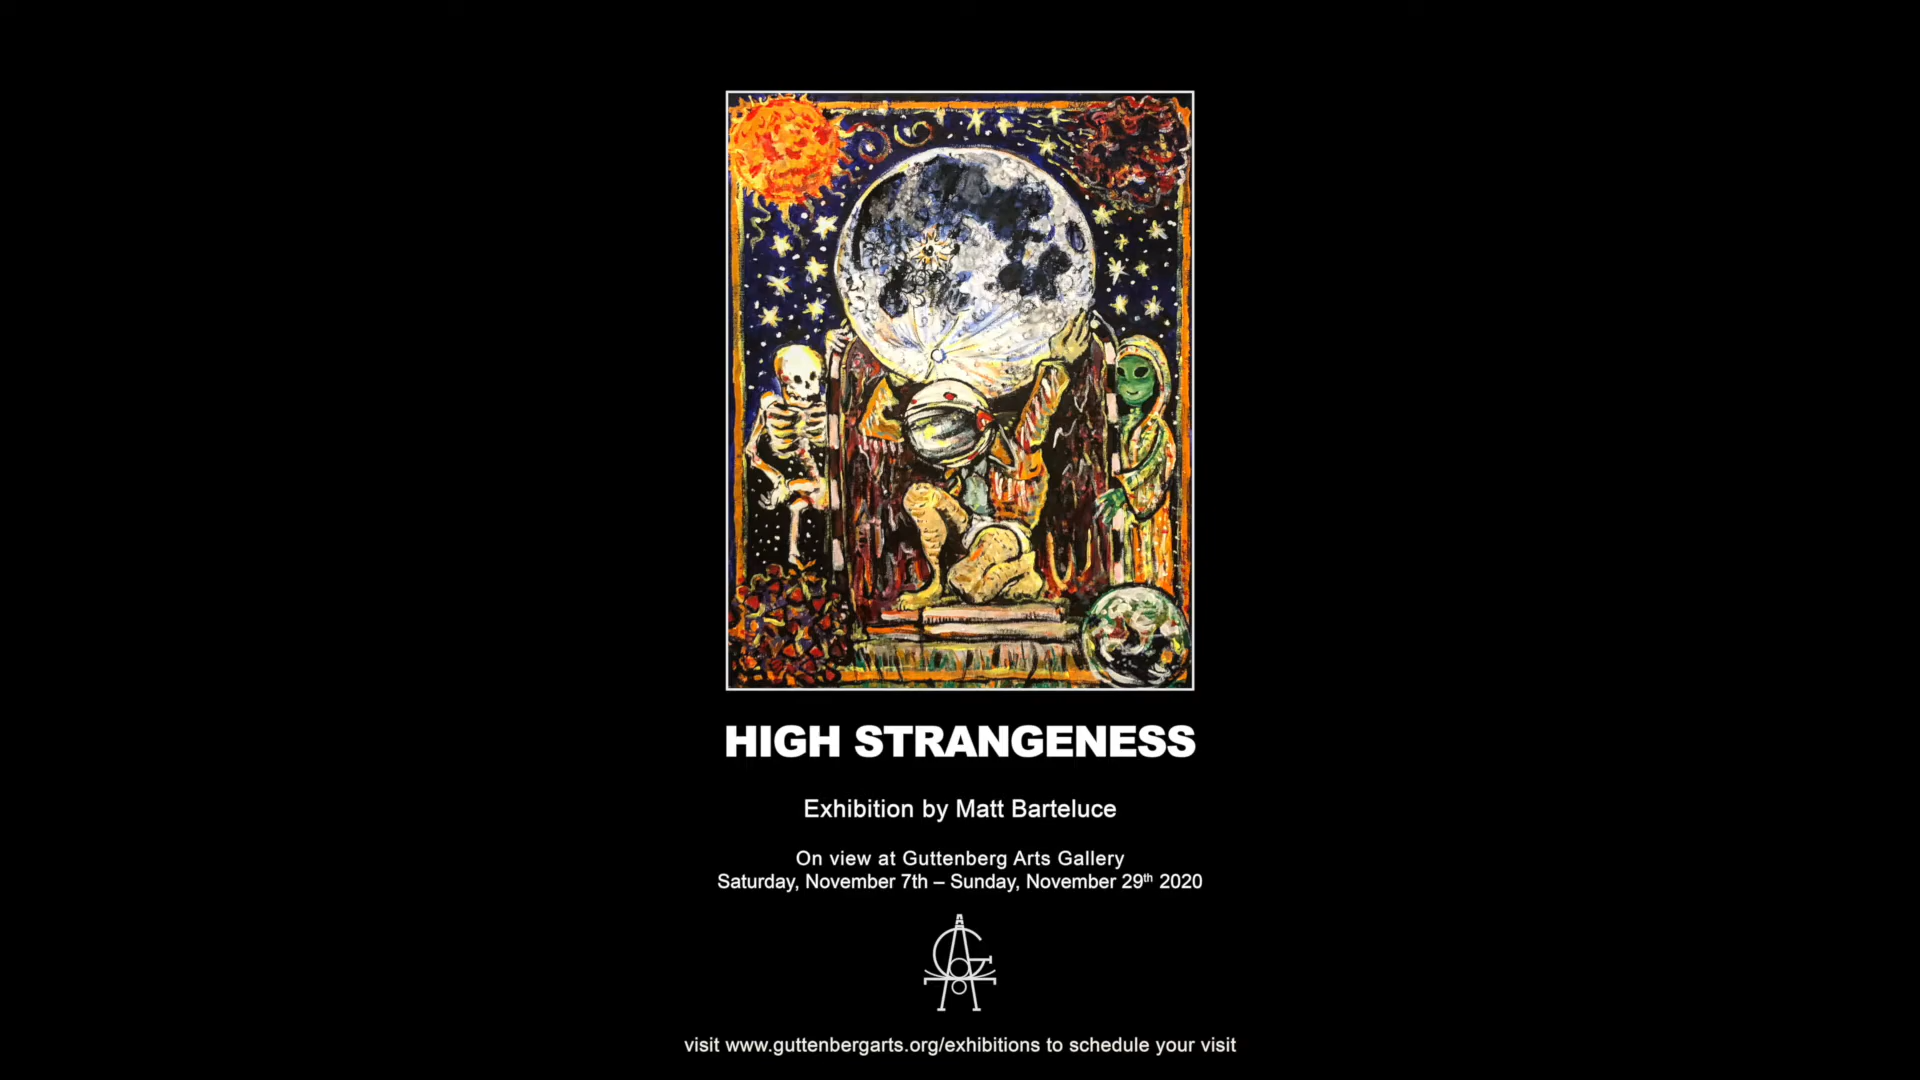 HIGH STRANGENESS
Exhibition by Matt Barteluce
On view at Guttenberg Arts Gallery
Saturday, November 7th – Sunday, November 29th 2020
visit www.guttenbergarts.org/exhibitions to schedule your visit